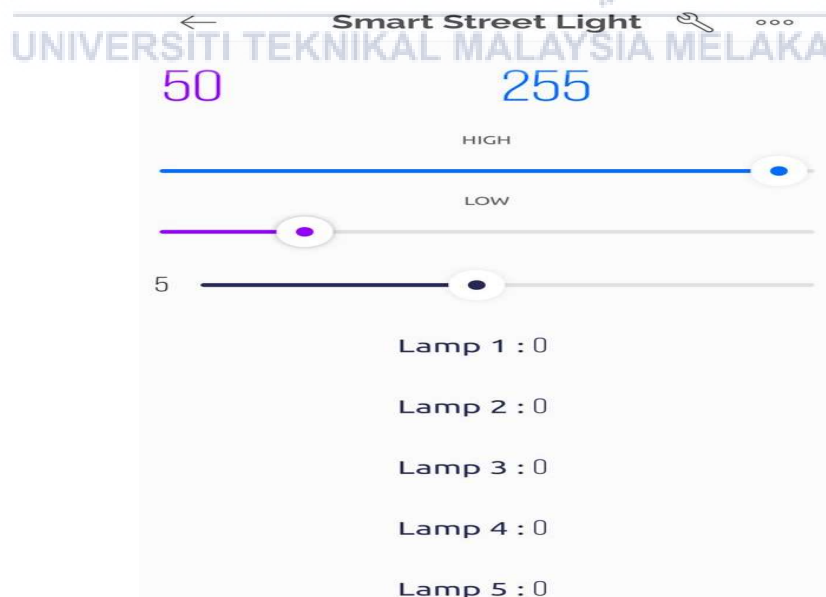 Smart Street Light
UNIVERSITI TEKNIKAL MALAYSIA MELAKA
50 255
HIGH
LOW
5
Lamp 1 : 0
Lamp 2 : 0
Lamp 3 : 0
Lamp 4 : 0
Lamp 5 : 0